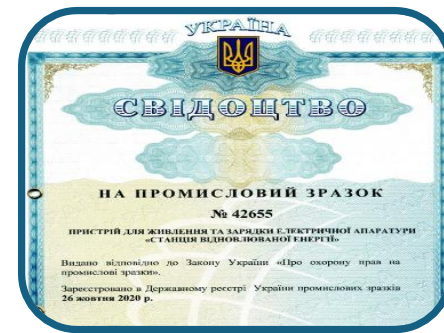 УКРАЇНА
СВІДОЦТВО
НА ПРОМИСЛОВИЙ ЗРАЗОК
№ 42655
ПРИСТРІЙ ДЛЯ ЖИВЛЕННЯ ТА ЗАРЯДКИ ЕЛЕКТРИЧНОЇ АПАРАТУРИ
«СТАНЦІЯ ВІДНОВЛЮВАНОЇ ЕНЕРГІЇ»
Видано відповідно до Закону України «Про охорону прав на
промислові зразки».
Зареєстровано в Державному реєстрі України промислових зразків
26 жовтня 2020 р.